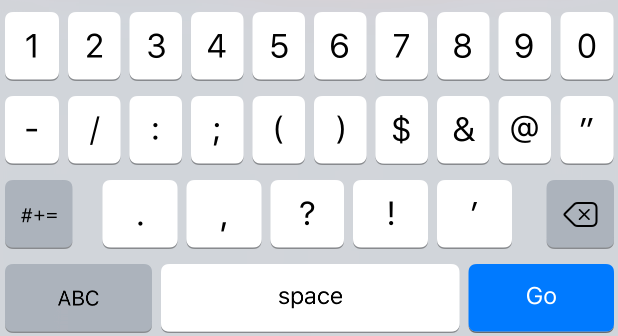 1 2 3 4 5 6 7 8 9 0
- / : ; ( ) $ & @ "
#+= . , ? ! '
ABC space Go